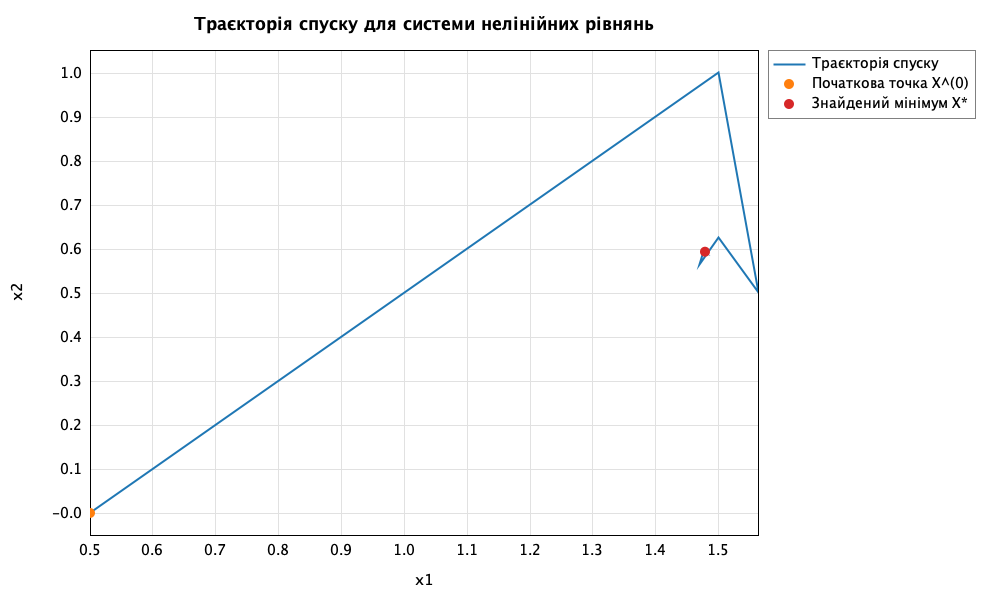 Траєкторія спуску для системи нелінійних рівнянь
Траєкторія спуску
Початкова точка X^(0)
Знайдений мінімум X*
x2
1.0
0.9
0.8
0.7
0.6
0.5
0.4
0.3
0.2
0.1
−0.0
0.5 0.6 0.7 0.8 0.9 1.0 1.1 1.2 1.3 1.4 1.5
x1